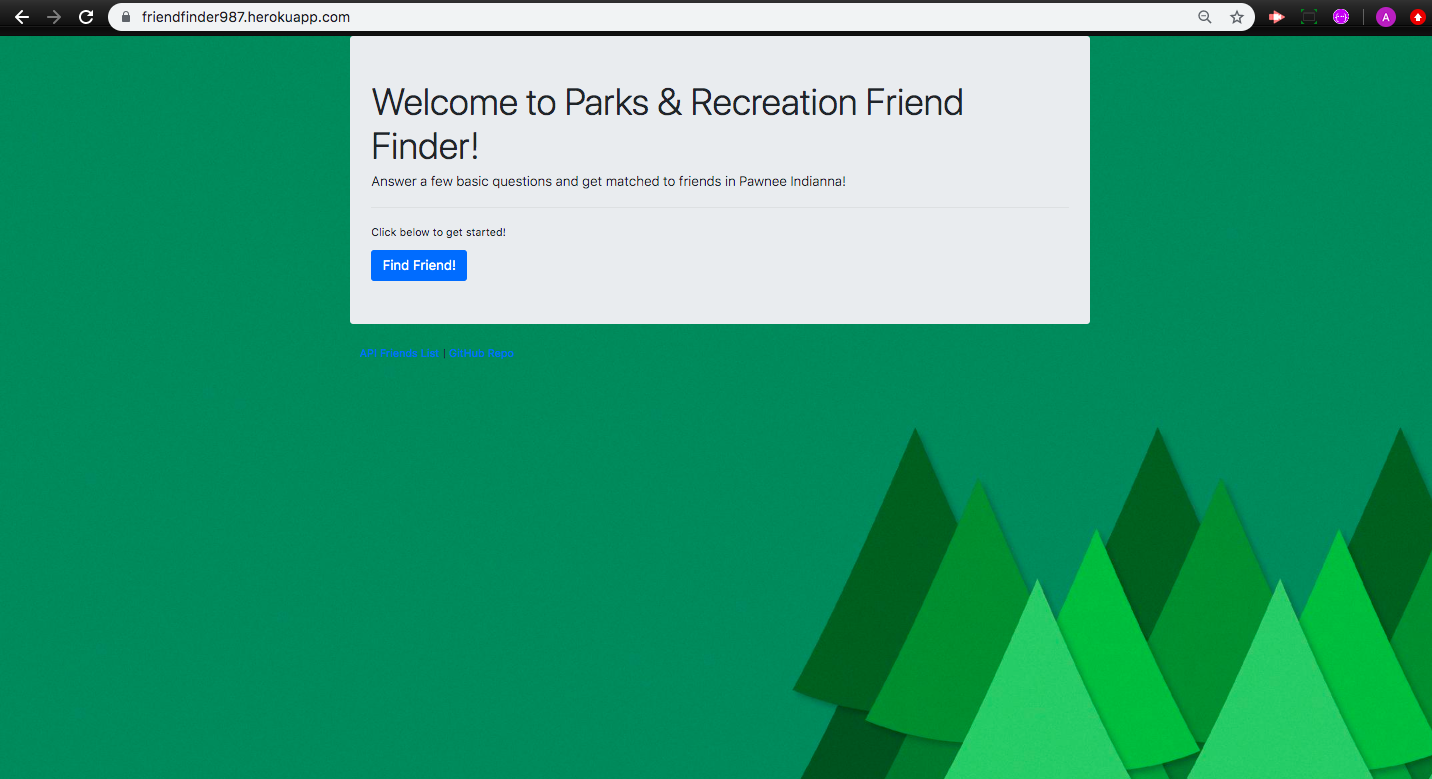 friendfinder987.herokuapp.com
A
Welcome to Parks & Recreation Friend
Finder!
Answer a few basic questions and get matched to friends in Pawnee Indianna!
Click below to get started!
Find Friend!
API Friends List | GitHub Repo